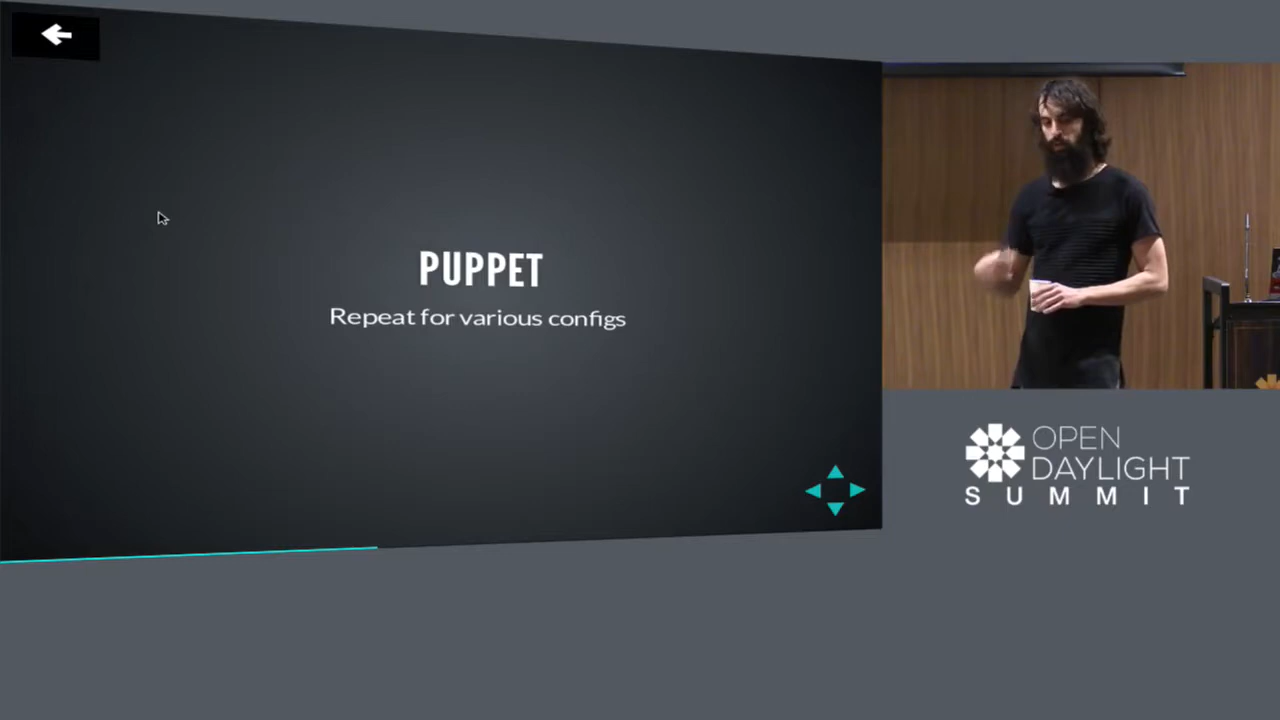 PUPPET
Repeat for various configs
OPEN
DAYLIGHT
SUMMIT